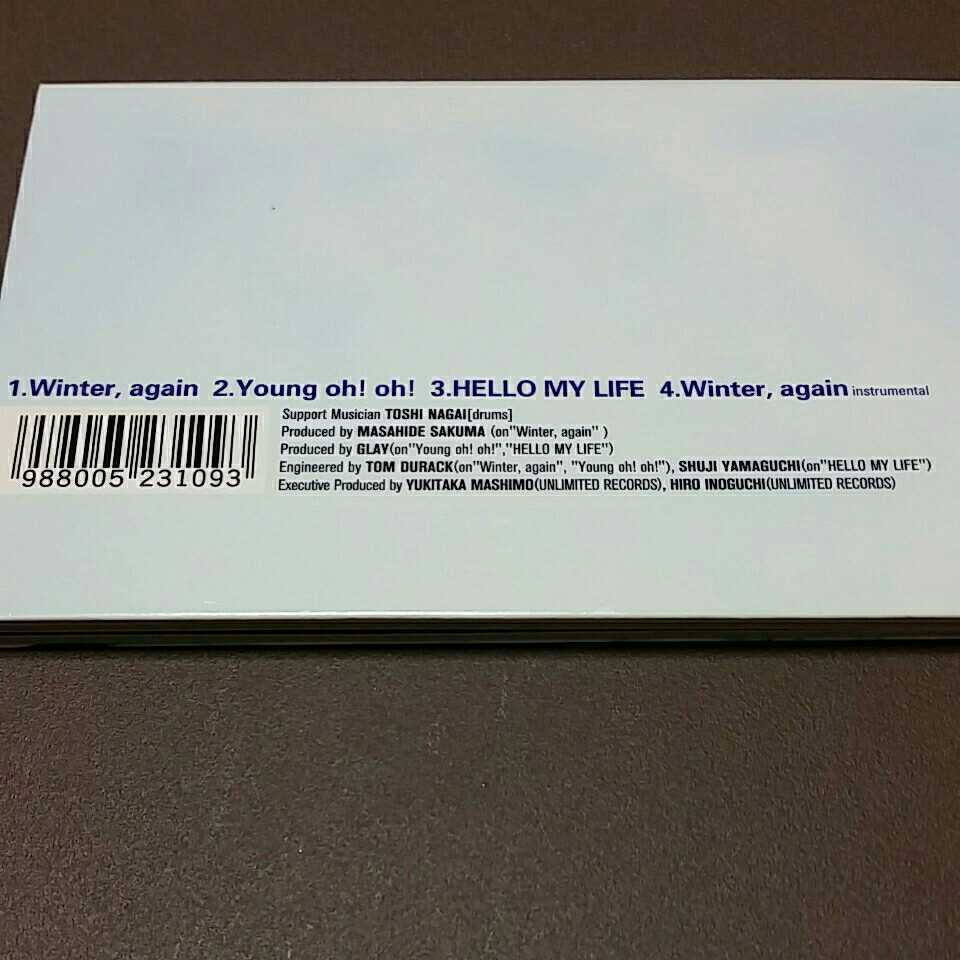 1.Winter, again 2.Young oh! oh! 3.HELLO MY LIFE 4.Winter, again instrumental
Support Musician TOSHI NAGAI[drums]
Produced by MASAHIDE SAKUMA (on"Winter, again" )
Produced by GLAY(on"Young oh! oh!","HELLO MY LIFE")
Engineered by TOM DURACK(on"Winter, again", "Young oh! oh!"), SHUJI YAMAGUCHI(on"HELLO MY LIFE")
Executive Produced by YUKITAKA MASHIMO(UNLIMITED RECORDS), HIRO INOGUCHI(UNLIMITED RECORDS)
988005 231093